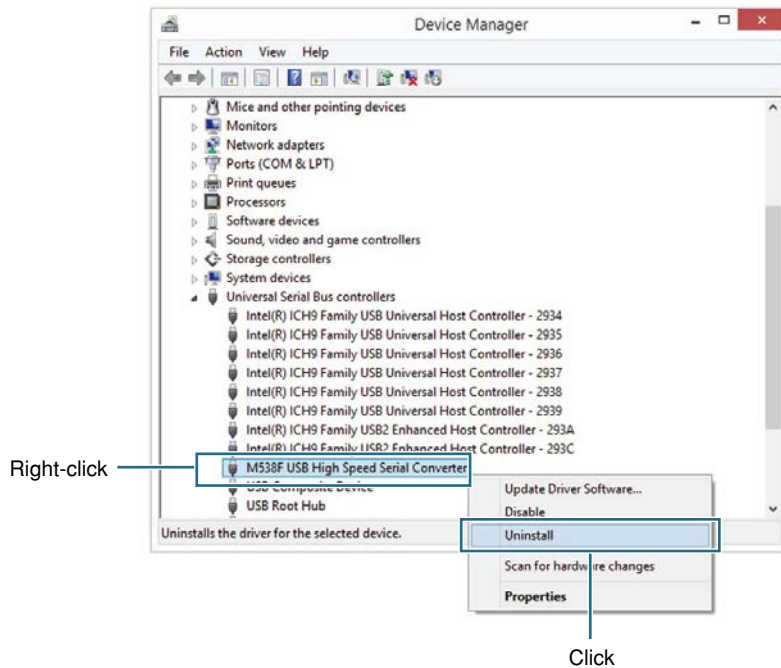 Device Manager
File Action View Help
Mice and other pointing devices
Monitors
Network adapters
Ports (COM & LPT)
Print queues
Processors
Software devices
Sound, video and game controllers
Storage controllers
System devices
Universal Serial Bus controllers
Intel(R) ICH9 Family USB Universal Host Controller - 2934
Intel(R) ICH9 Family USB Universal Host Controller - 2935
Intel(R) ICH9 Family USB Universal Host Controller - 2936
Intel(R) ICH9 Family USB Universal Host Controller - 2937
Intel(R) ICH9 Family USB Universal Host Controller - 2938
Intel(R) ICH9 Family USB Universal Host Controller - 2939
Intel(R) ICH9 Family USB2 Enhanced Host Controller - 293A
Intel(R) ICH9 Family USB2 Enhanced Host Controller - 293C
Right-click
M538F USB High Speed Serial Converter
USB Composite Device
Update Driver Software...
USB Root Hub
Disable
Uninstalls the driver for the selected device.
Uninstall
Scan for hardware changes
Properties
Click